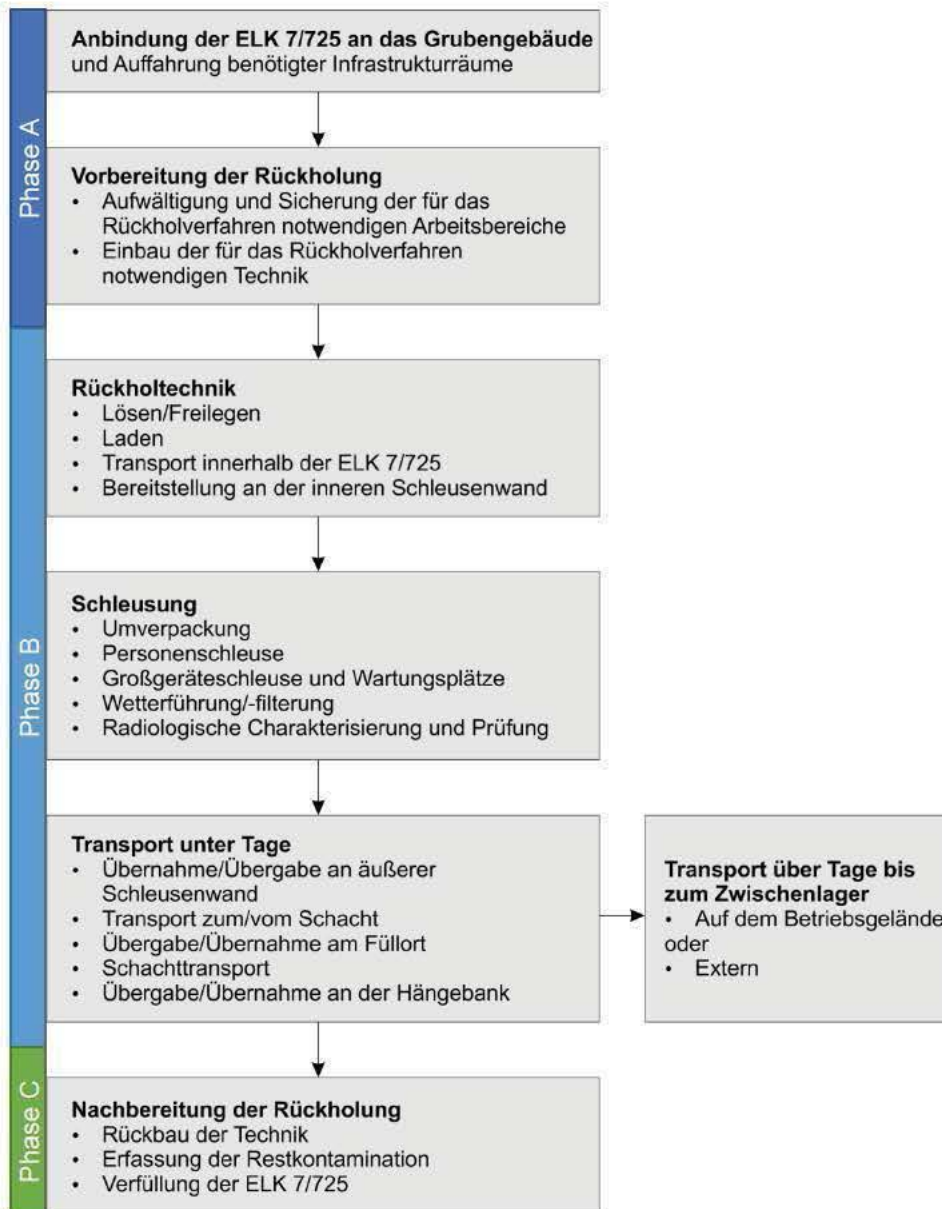 Phase A
Anbindung der ELK 7/725 an das Grubengebäude
und Auffahrung benötigter Infrastrukturräume
Vorbereitung der Rückholung
• Aufwältigung und Sicherung der für das
Rückholverfahren notwendigen Arbeitsbereiche
• Einbau der für das Rückholverfahren
notwendigen Technik
Phase B
Rückholtechnik
• Lösen/Freilegen
• Laden
• Transport innerhalb der ELK 7/725
• Bereitstellung an der inneren Schleusenwand
Schleusung
• Umverpackung
• Personenschleuse
• Großgeräteschleuse und Wartungsplätze
• Wetterführung/-filterung
• Radiologische Charakterisierung und Prüfung
Transport unter Tage
• Übernahme/Übergabe an äußerer
Schleusenwand
• Transport zum/vom Schacht
• Übergabe/Übernahme am Füllort
• Schachttransport
• Übergabe/Übernahme an der Hängebank
Transport über Tage bis
zum Zwischenlager
• Auf dem Betriebsgelände
oder
• Extern
Phase C
Nachbereitung der Rückholung
• Rückbau der Technik
• Erfassung der Restkontamination
• Verfüllung der ELK 7/725